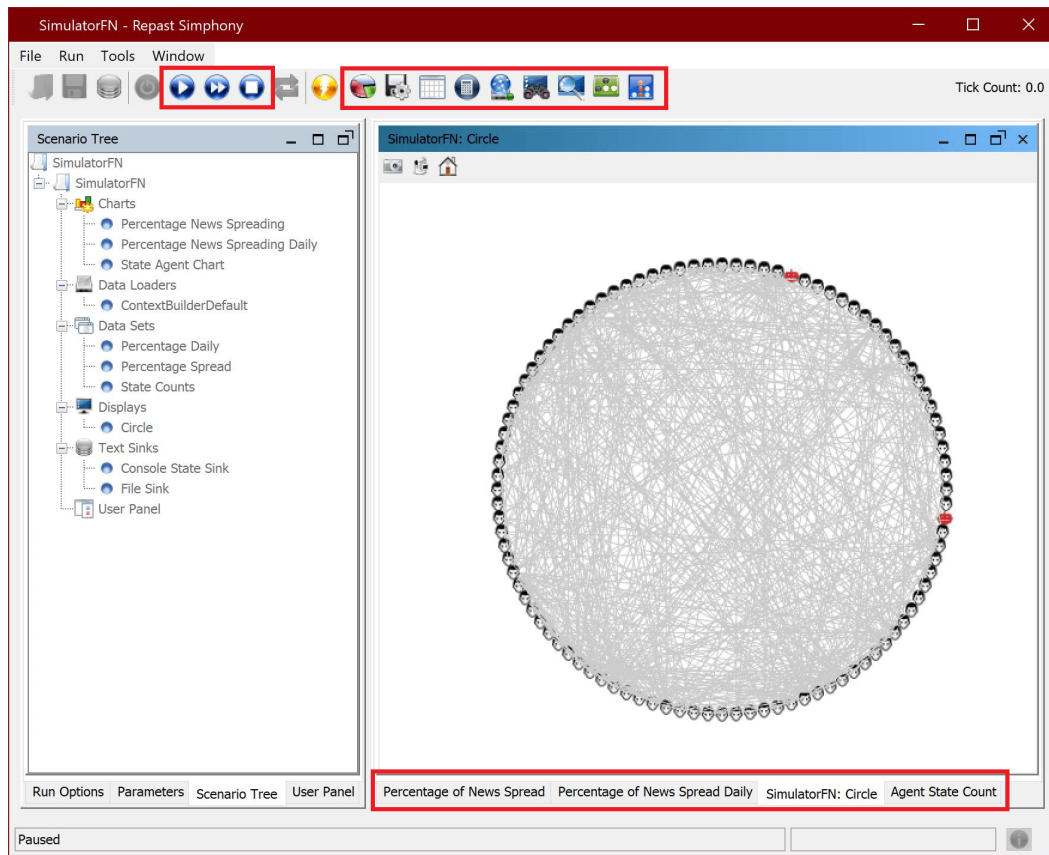 SimulatorFN - Repast Simphony
File Run Tools Window
Tick Count: 0.0
Scenario Tree
SimulatorFN
SimulatorFN
Charts
Percentage News Spreading
Percentage News Spreading Daily
State Agent Chart
Data Loaders
ContextBuilderDefault
Data Sets
Percentage Daily
Percentage Spread
State Counts
Displays
Circle
Text Sinks
Console State Sink
File Sink
User Panel
Run Options Parameters Scenario Tree User Panel
SimulatorFN: Circle
Percentage of News Spread Percentage of News Spread Daily SimulatorFN: Circle Agent State Count
Paused